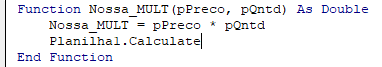 Function Nossa_MULT(pPreco, pQntd) As Double
Nossa_MULT = pPreco * pQntd
Planilha1.Calculate
End Function